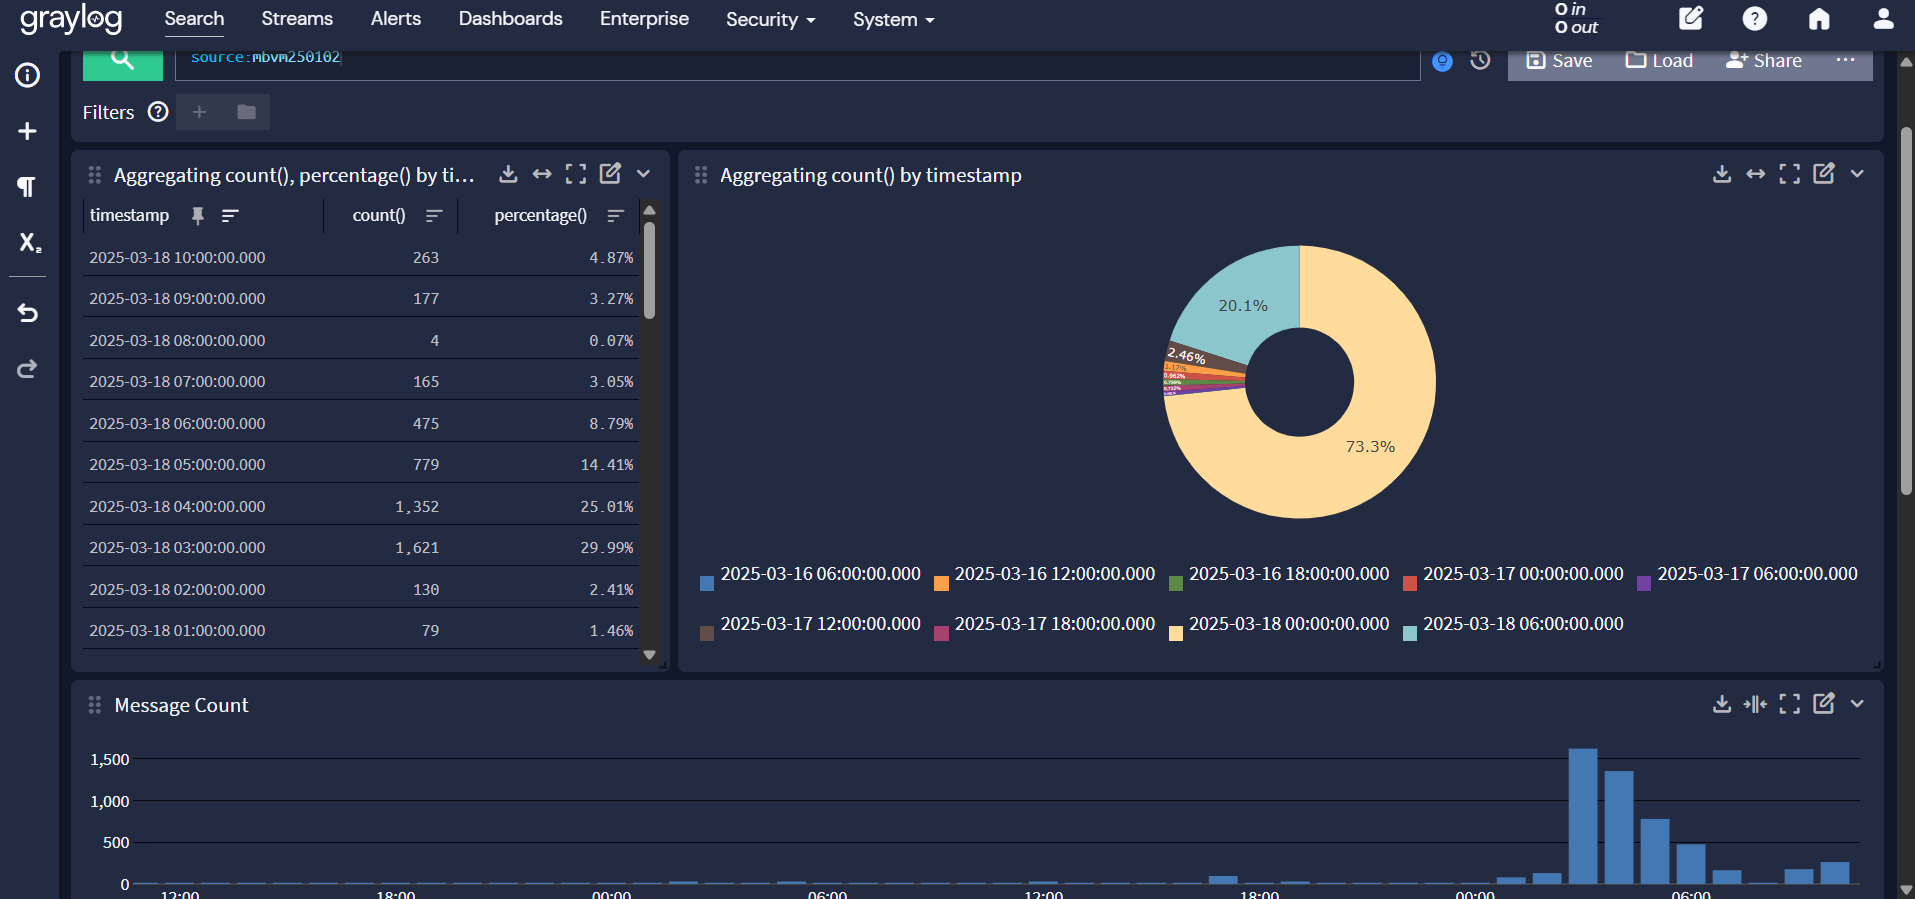 graylog Search Streams Alerts Dashboards Enterprise Security System 0 in
0 out
source:mbvm250102 Save Load Share ...
Filters
Aggregating count(), percentage() by ti...
timestamp count() percentage()
2025-03-18 10:00:00.000 263 4.87%
2025-03-18 09:00:00.000 177 3.27%
2025-03-18 08:00:00.000 4 0.07%
2025-03-18 07:00:00.000 165 3.05%
2025-03-18 06:00:00.000 475 8.79%
2025-03-18 05:00:00.000 779 14.41%
2025-03-18 04:00:00.000 1,352 25.01%
2025-03-18 03:00:00.000 1,621 29.99%
2025-03-18 02:00:00.000 130 2.41%
2025-03-18 01:00:00.000 79 1.46%
Aggregating count() by timestamp
20.1%
2.46%
0.962%
73.3%
2025-03-16 06:00:00.000 2025-03-16 12:00:00.000 2025-03-16 18:00:00.000 2025-03-17 00:00:00.000 2025-03-17 06:00:00.000
2025-03-17 12:00:00.000 2025-03-17 18:00:00.000 2025-03-18 00:00:00.000 2025-03-18 06:00:00.000
Message Count
1,500
1,000
500
0
12:00 18:00 00:00 06:00 12:00 18:00 00:00 06:00